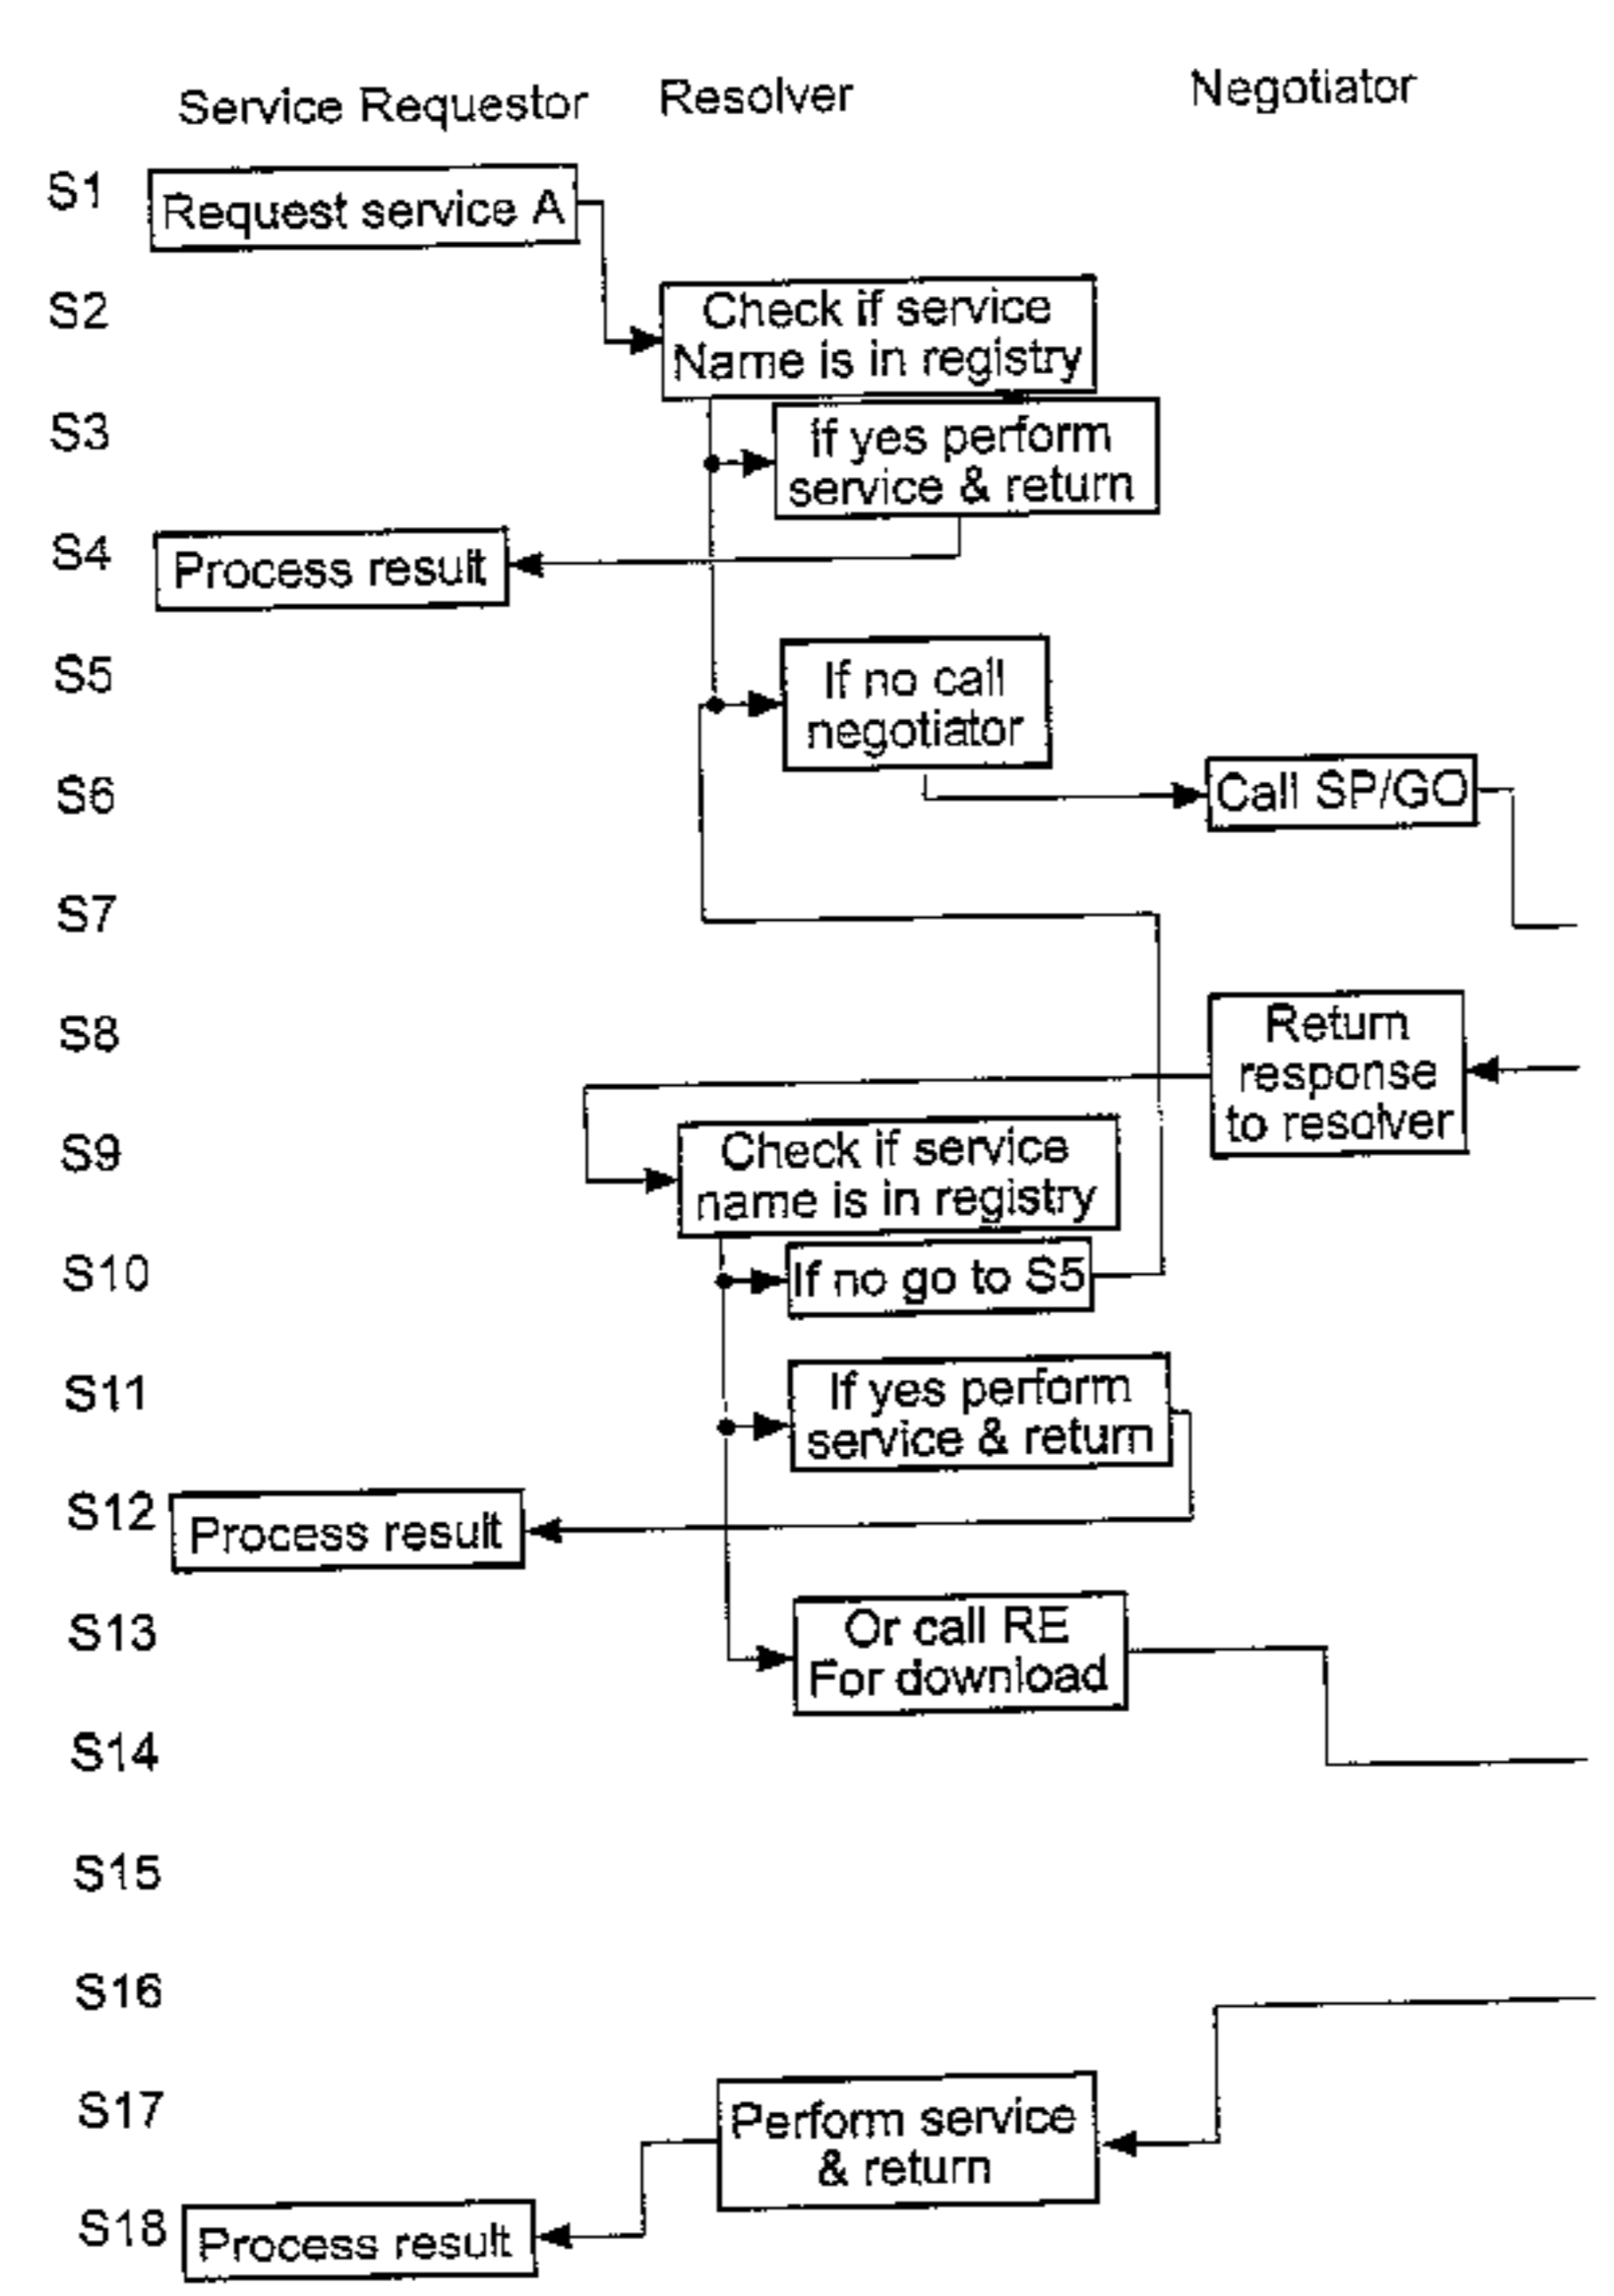 Service Requestor
Resolver
Negotiator
S1
Request service A
S2
Check if service
Name is in registry
S3
If yes perform
service & return
S4
Process result
S5
If no call
negotiator
S6
Call SP/GO
S7
S8
Return
response
to resolver
S9
Check if service
name is in registry
S10
If no go to S5
S11
If yes perform
service & return
S12
Process result
S13
Or call RE
For download
S14
S15
S16
S17
Perform service
& return
S18
Process result